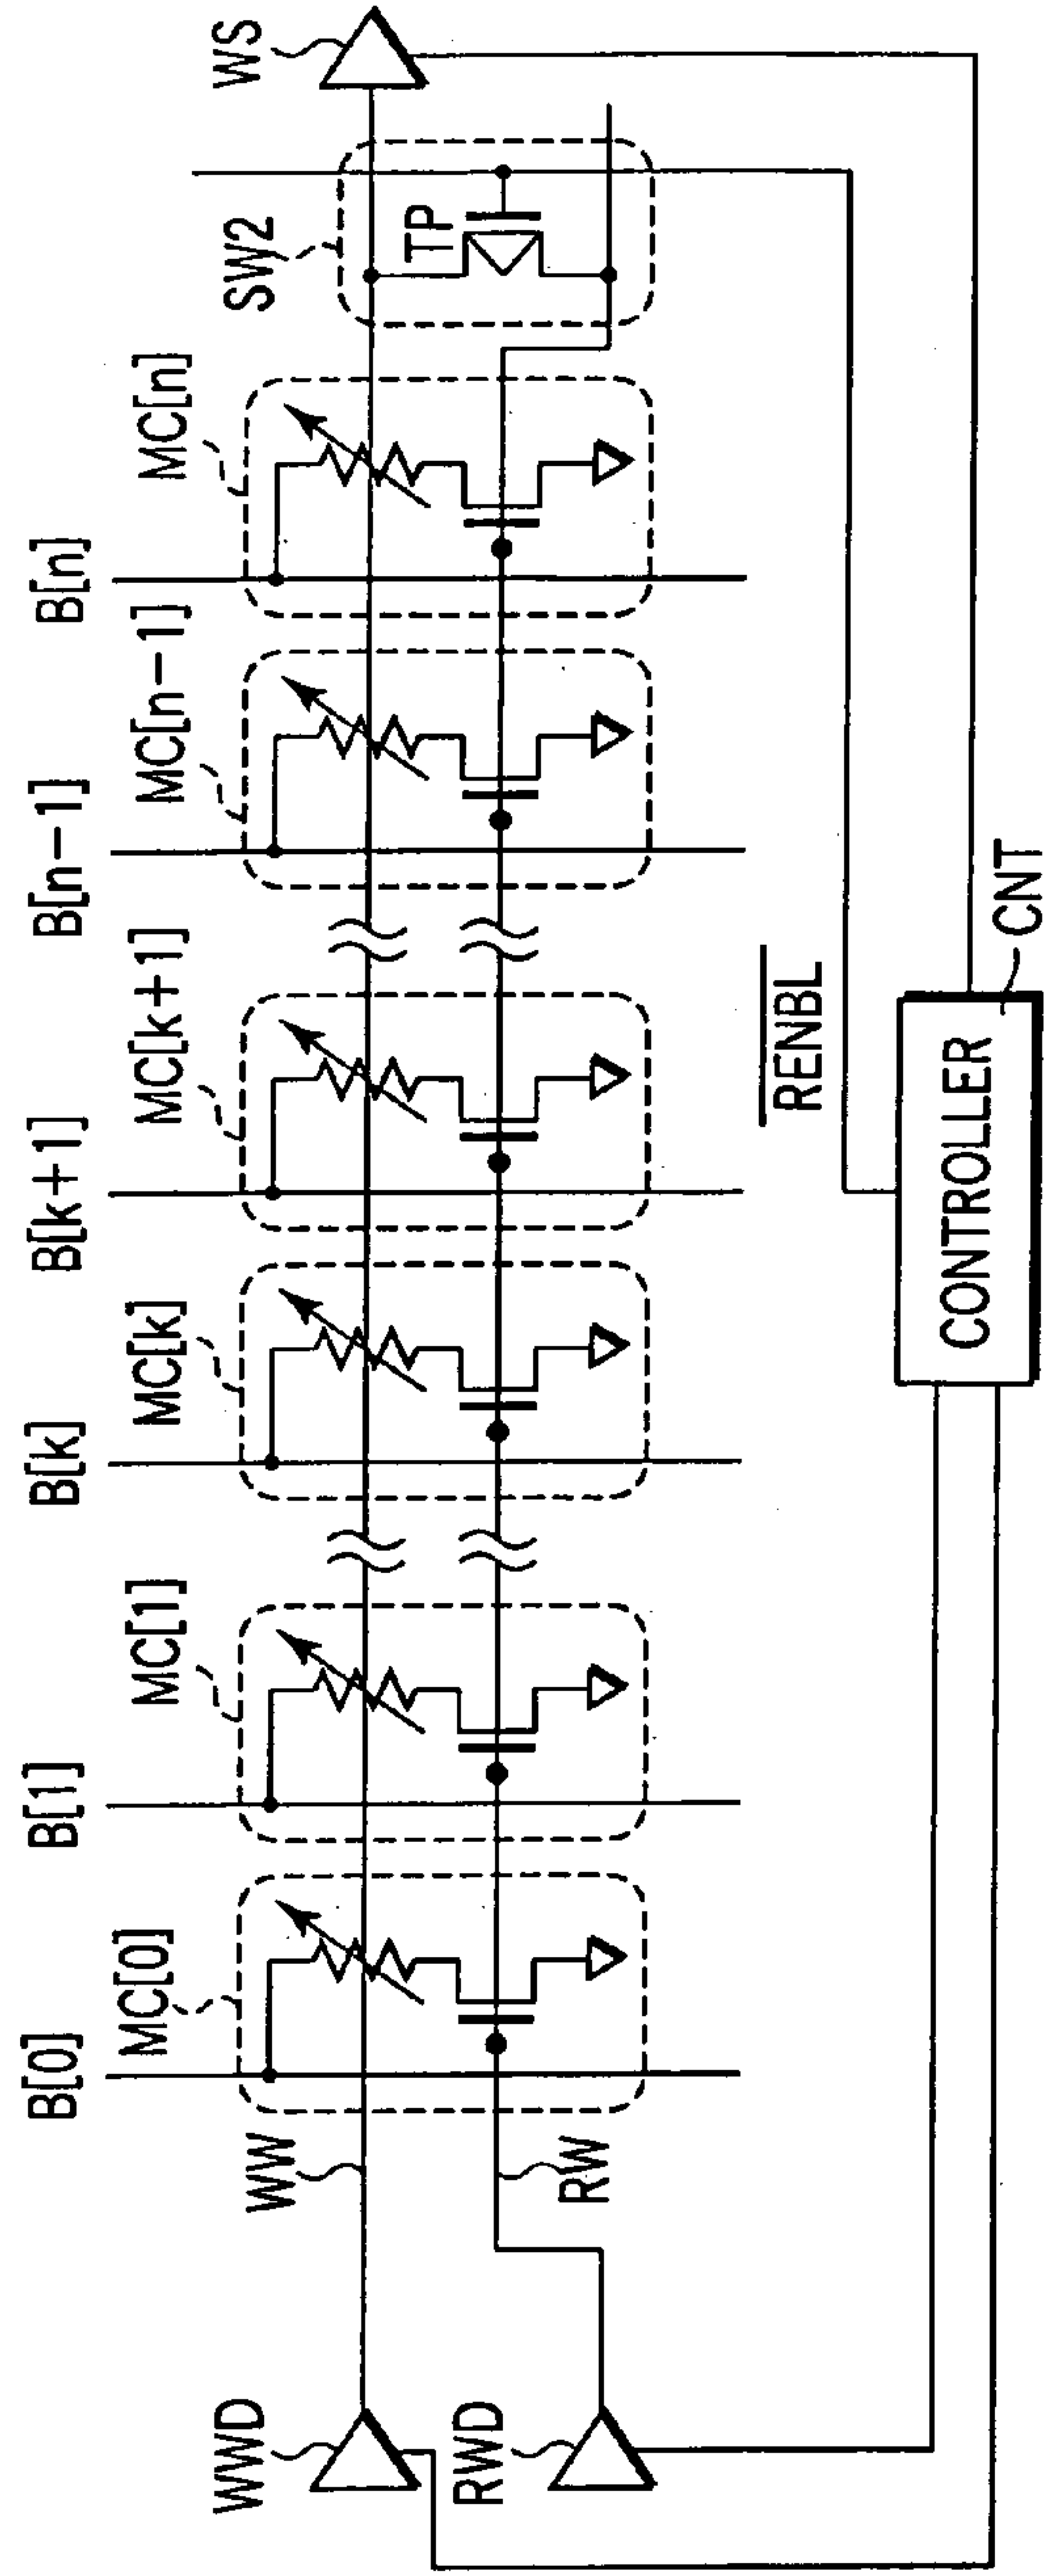 B[0]
B[1]
B[k]
B[k+1]
B[n-1]
B[n]
MC[0]
MC[1]
MC[k]
MC[k+1]
MC[n-1]
MC[n]
SW2
WS
WWD
WW
TP
RWD
RW
RENBL
CONTROLLER
CNT